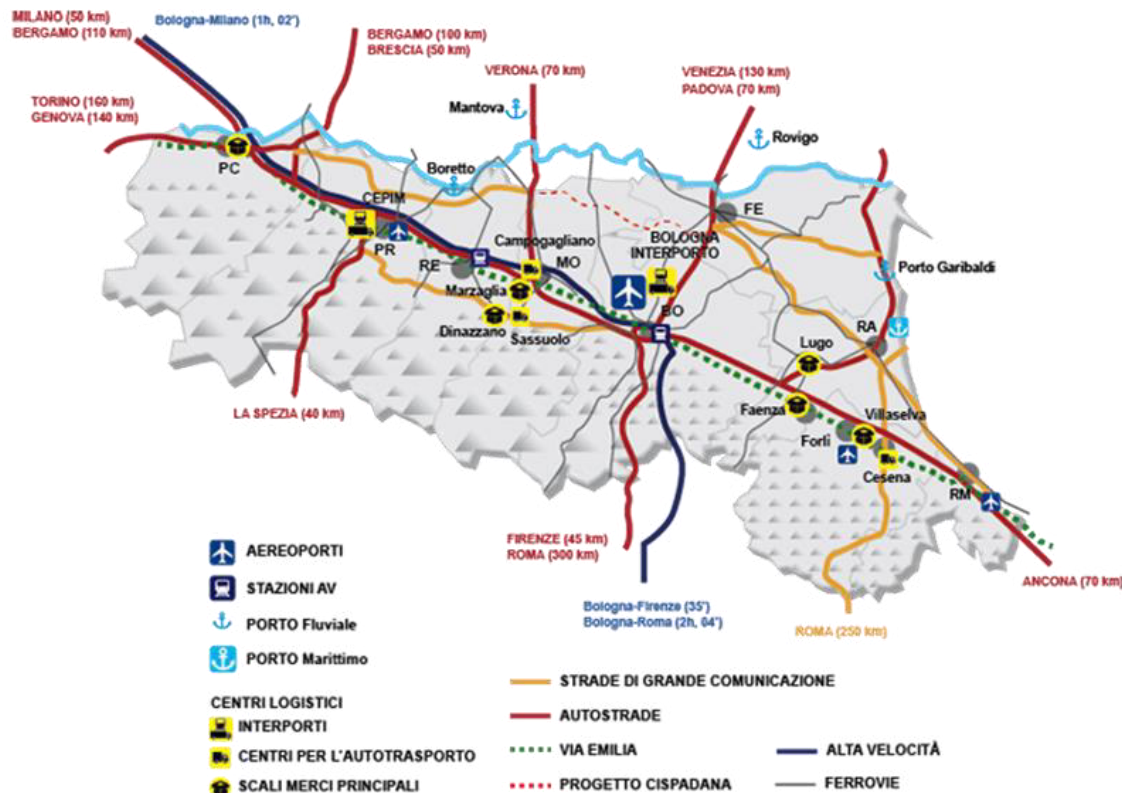 MILANO (50 km)
BERGAMO (110 km)
Bologna-Milano (1h, 02')
BERGAMO (100 km)
BRESCIA (50 km)
VERONA (70 km)
VENEZIA (130 km)
PADOVA (70 km)
TORINO (160 km)
GENOVA (140 km)
Mantova
Rovigo
PC
Boretto
CEPIM
FE
PR
Campogagliano
BOLOGNA
INTERPORTO
RE
MO
Porto Garibaldi
Marzaglia
BO
Dinazzano
Sassuolo
Lugo
RA
Faenza
Villaselva
LA SPEZIA (40 km)
Forlì
Cesena
RM
FIRENZE (45 km)
ROMA (300 km)
ANCONA (70 km)
Bologna-Firenze (35')
Bologna-Roma (2h, 04')
ROMA (250 km)
AEREOPORTI
STAZIONI AV
PORTO Fluviale
PORTO Marittimo
CENTRI LOGISTICI
INTERPORTI
CENTRI PER L'AUTOTRASPORTO
SCALI MERCI PRINCIPALI
STRADE DI GRANDE COMUNICAZIONE
AUTOSTRADE
VIA EMILIA
PROGETTO CISPADANA
ALTA VELOCITÀ
FERROVIE